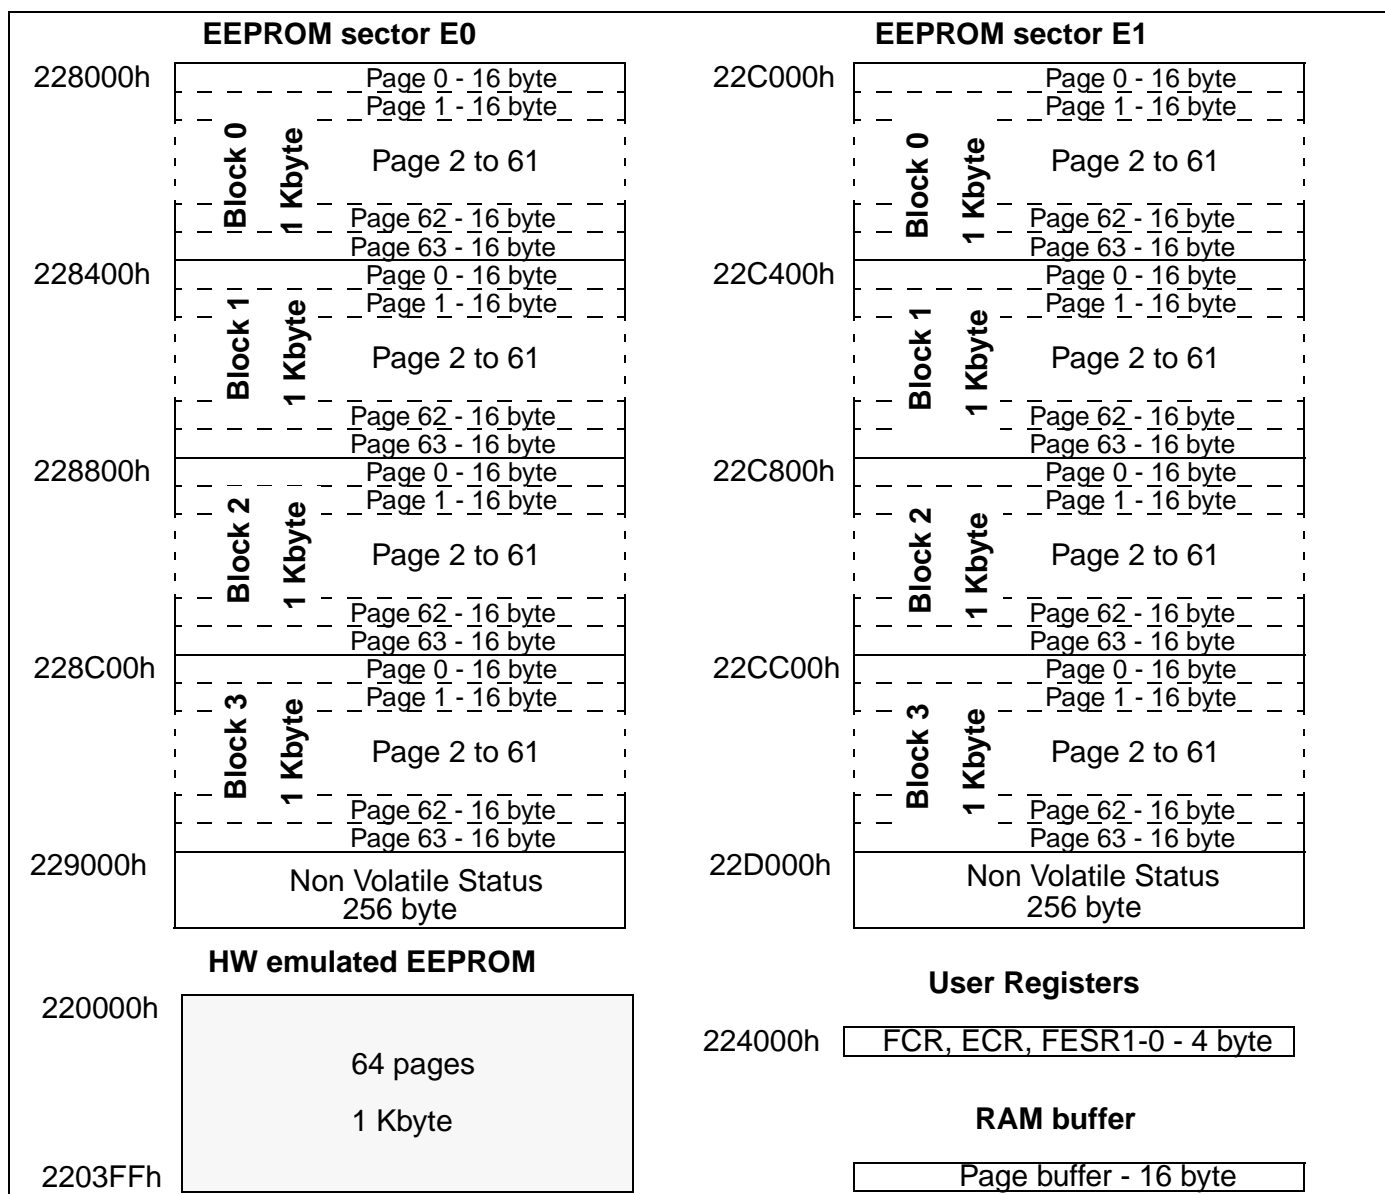 EEPROM sector E0
228000h
Page 0 - 16 byte
Page 1 - 16 byte
Block 0
1 Kbyte
Page 2 to 61
Page 62 - 16 byte
Page 63 - 16 byte
228400h
Page 0 - 16 byte
Page 1 - 16 byte
Block 1
1 Kbyte
Page 2 to 61
Page 62 - 16 byte
Page 63 - 16 byte
228800h
Page 0 - 16 byte
Page 1 - 16 byte
Block 2
1 Kbyte
Page 2 to 61
Page 62 - 16 byte
Page 63 - 16 byte
228C00h
Page 0 - 16 byte
Page 1 - 16 byte
Block 3
1 Kbyte
Page 2 to 61
Page 62 - 16 byte
Page 63 - 16 byte
229000h
Non Volatile Status
256 byte
EEPROM sector E1
22C000h
Page 0 - 16 byte
Page 1 - 16 byte
Block 0
1 Kbyte
Page 2 to 61
Page 62 - 16 byte
Page 63 - 16 byte
22C400h
Page 0 - 16 byte
Page 1 - 16 byte
Block 1
1 Kbyte
Page 2 to 61
Page 62 - 16 byte
Page 63 - 16 byte
22C800h
Page 0 - 16 byte
Page 1 - 16 byte
Block 2
1 Kbyte
Page 2 to 61
Page 62 - 16 byte
Page 63 - 16 byte
22CC00h
Page 0 - 16 byte
Page 1 - 16 byte
Block 3
1 Kbyte
Page 2 to 61
Page 62 - 16 byte
Page 63 - 16 byte
22D000h
Non Volatile Status
256 byte
HW emulated EEPROM
220000h
64 pages
1 Kbyte
2203FFh
User Registers
224000h
FCR, ECR, FESR1-0 - 4 byte
RAM buffer
Page buffer - 16 byte